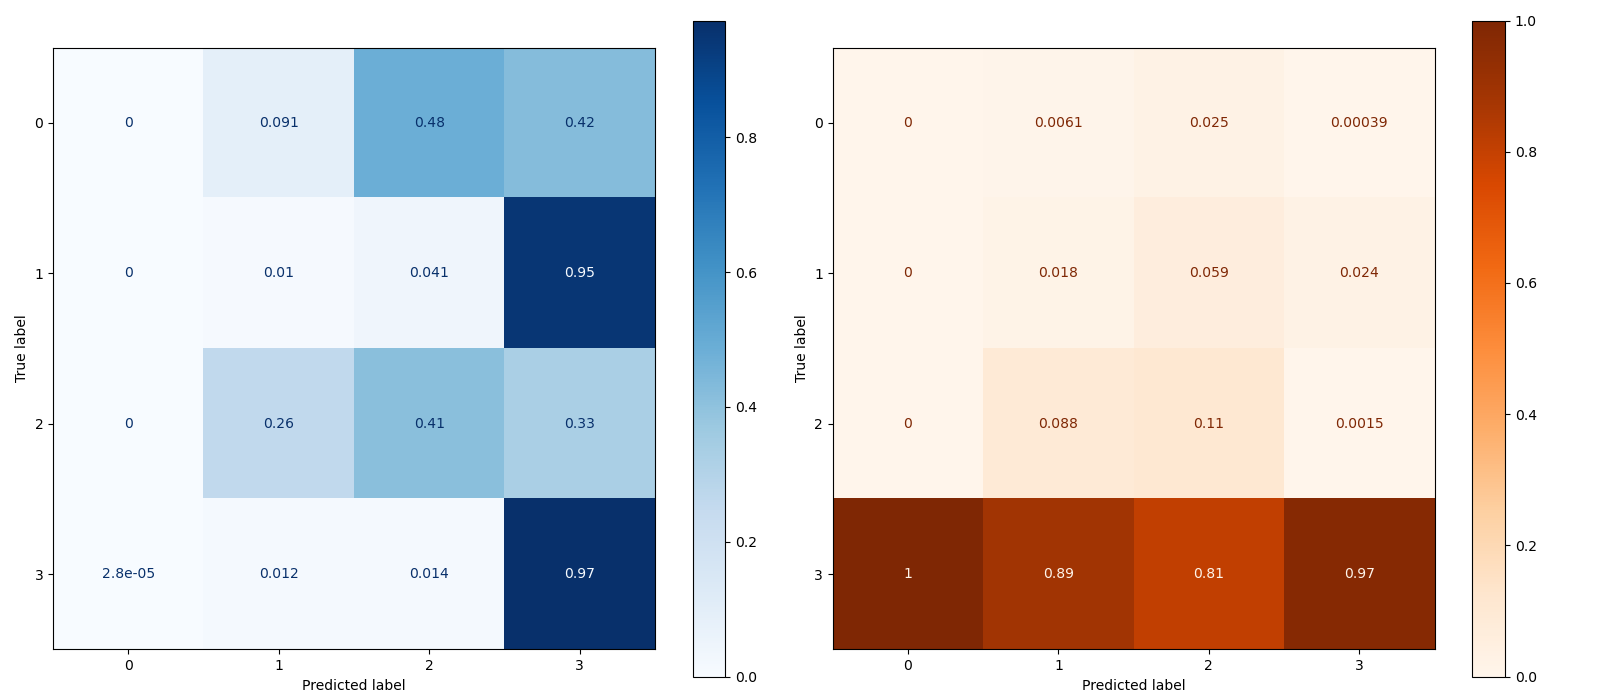 0 0 0.091 0.48 0.42
1 0 0.01 0.041 0.95
2 0 0.26 0.41 0.33
3 2.8e-05 0.012 0.014 0.97
0 1 2 3
Predicted label
True label
0.8
0.6
0.4
0.2
0.0
0 0 0.0061 0.025 0.00039
1 0 0.018 0.059 0.024
2 0 0.088 0.11 0.0015
3 1 0.89 0.81 0.97
0 1 2 3
Predicted label
True label
1.0
0.8
0.6
0.4
0.2
0.0